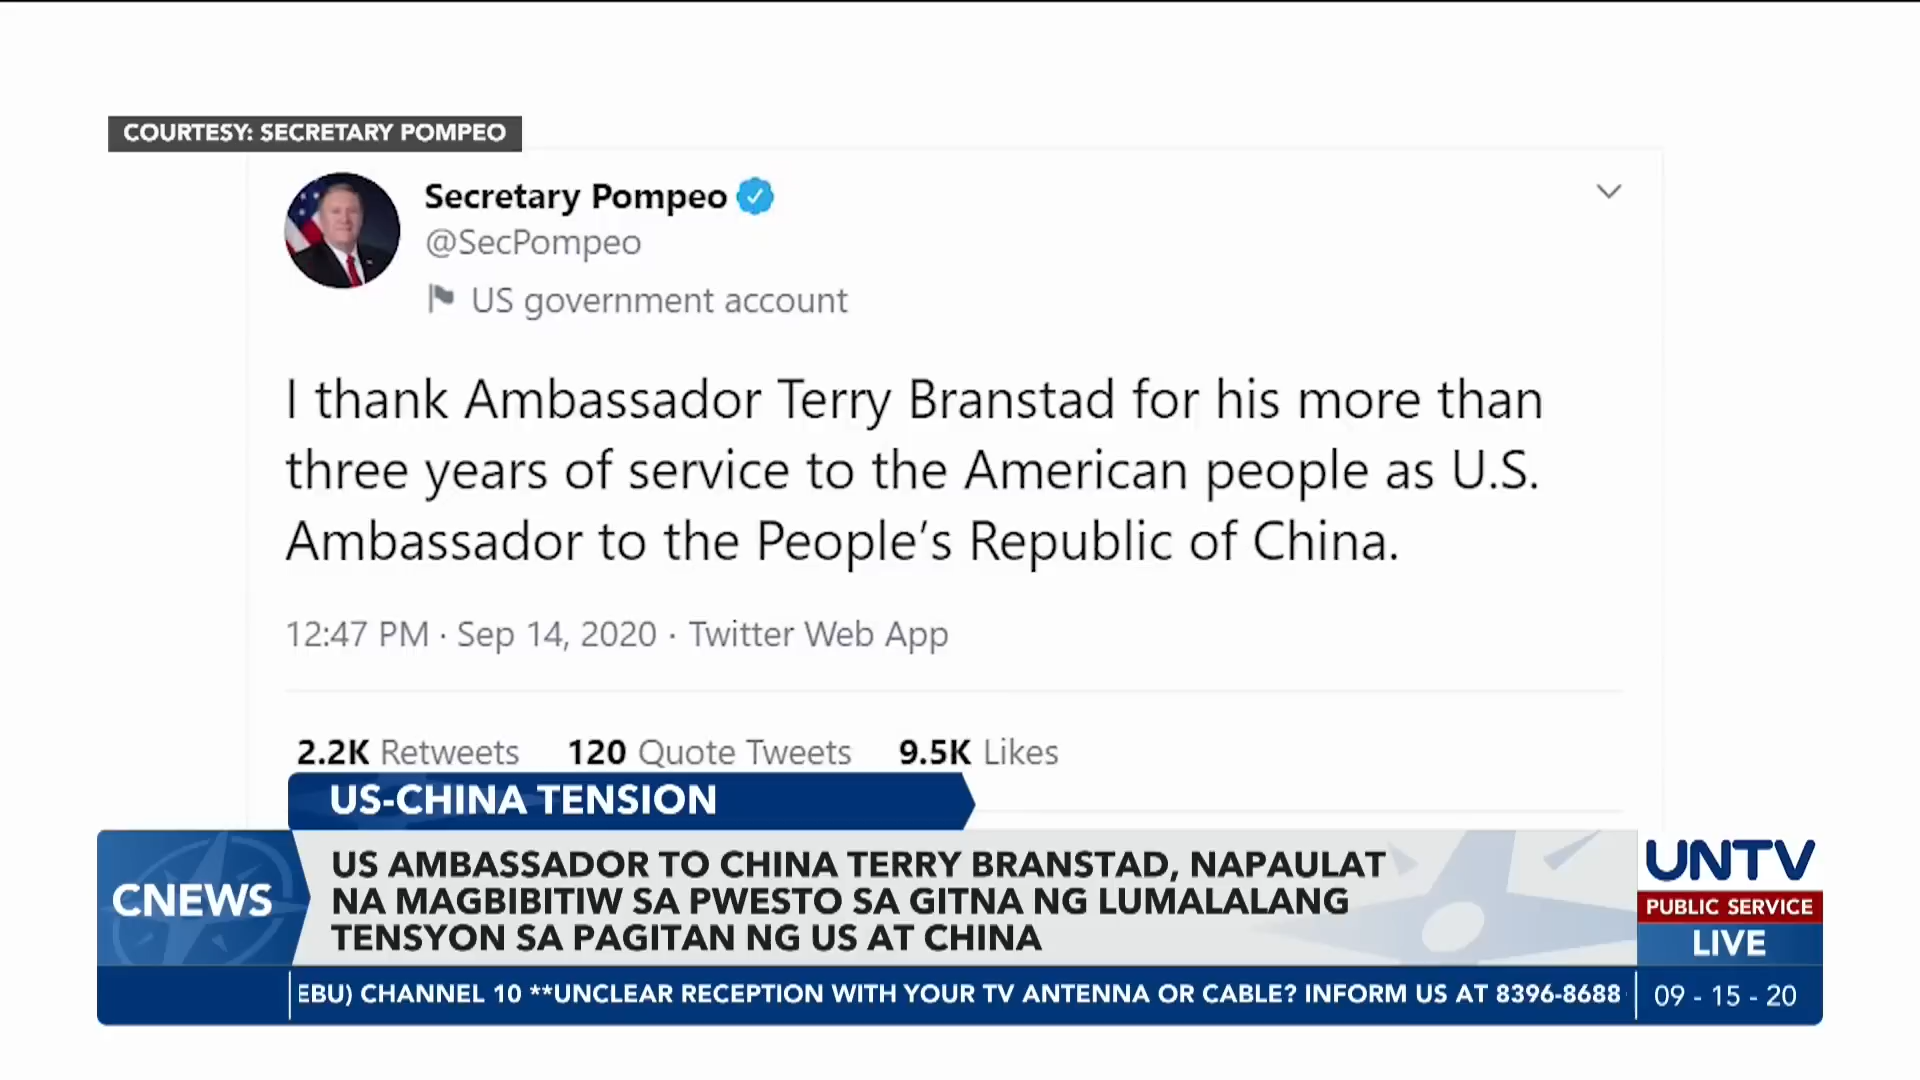 COURTESY: SECRETARY POMPEO
Secretary Pompeo
@SecPompeo
US government account
I thank Ambassador Terry Branstad for his more than
three years of service to the American people as U.S.
Ambassador to the People's Republic of China.
12:47 PM · Sep 14, 2020 · Twitter Web App
2.2K Retweets 120 Quote Tweets 9.5K Likes
US-CHINA TENSION
CNEWS
US AMBASSADOR TO CHINA TERRY BRANSTAD, NAPAULAT
NA MAGBIBITIW SA PWESTO SA GITNA NG LUMALALANG
TENSYON SA PAGITAN NG US AT CHINA
UNTV
PUBLIC SERVICE
LIVE
EBU) CHANNEL 10 **UNCLEAR RECEPTION WITH YOUR TV ANTENNA OR CABLE? INFORM US AT 8396-8688
09 - 15 - 20